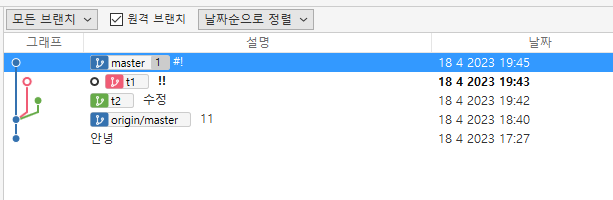 모든 브랜치 원격 브랜치 날짜순으로 정렬
그래프 설명 날짜
master 1 #! 18 4 2023 19:45
t1 !! 18 4 2023 19:43
t2 수정 18 4 2023 19:42
origin/master 11 18 4 2023 18:40
안녕 18 4 2023 17:27